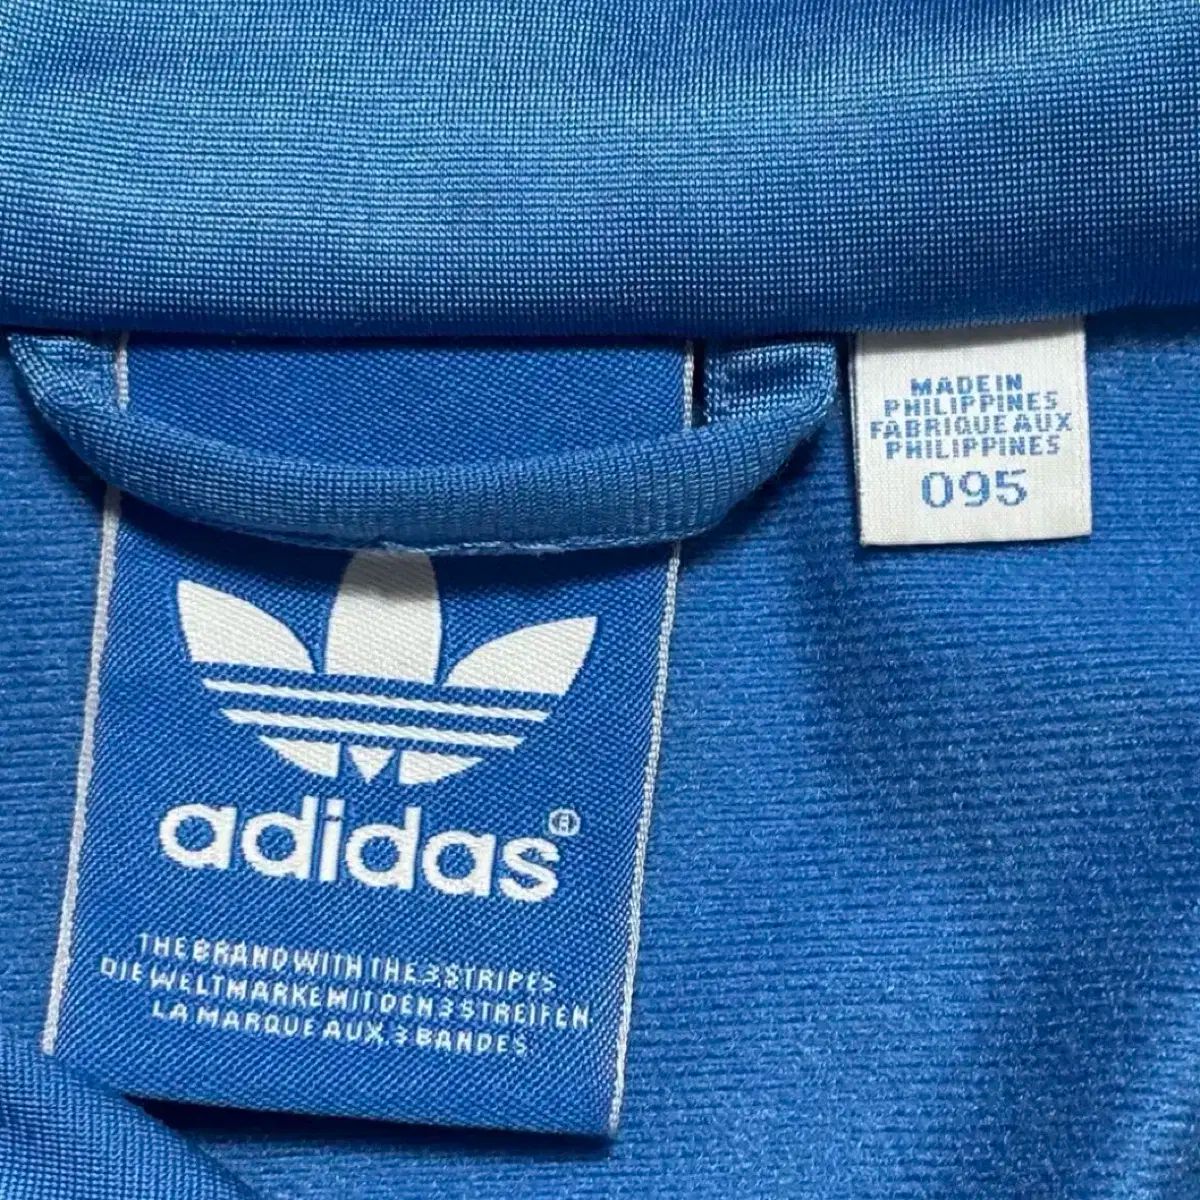 MADE IN
PHILIPPINES
FABRIQUE AUX
PHILIPPINES
095
adidas®
THE BRAND WITH THE 3 STRIPES
DIE WELTMARKE MIT DEN 3 STREIFEN
LA MARQUE AUX 3 BANDES